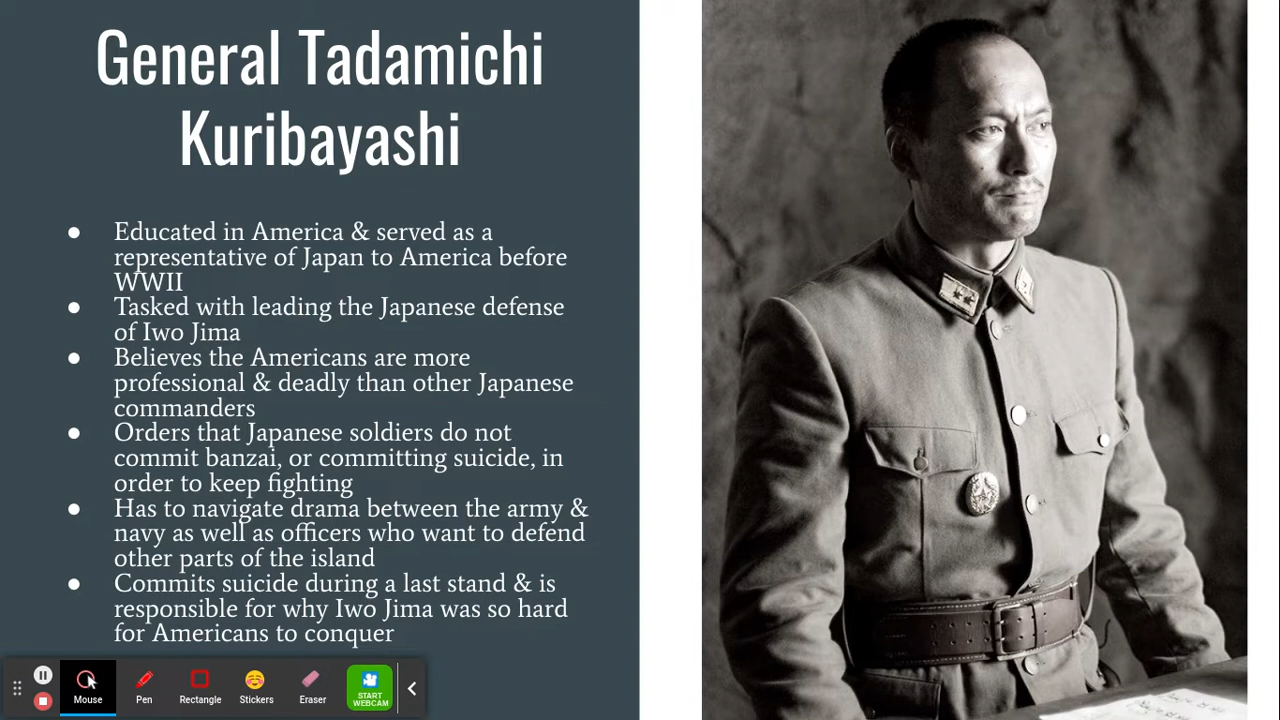 General Tadamichi
Kuribayashi
● Educated in America & served as a
representative of Japan to America before
WWII
● Tasked with leading the Japanese defense
of Iwo Jima
● Believes the Americans are more
professional & deadly than other Japanese
commanders
● Orders that Japanese soldiers do not
commit banzai, or committing suicide, in
order to keep fighting
● Has to navigate drama between the army &
navy as well as officers who want to defend
other parts of the island
● Commits suicide during a last stand & is
responsible for why Iwo Jima was so hard
for Americans to conquer
Mouse
Pen
Rectangle
Stickers
Eraser
START
WEBCAM